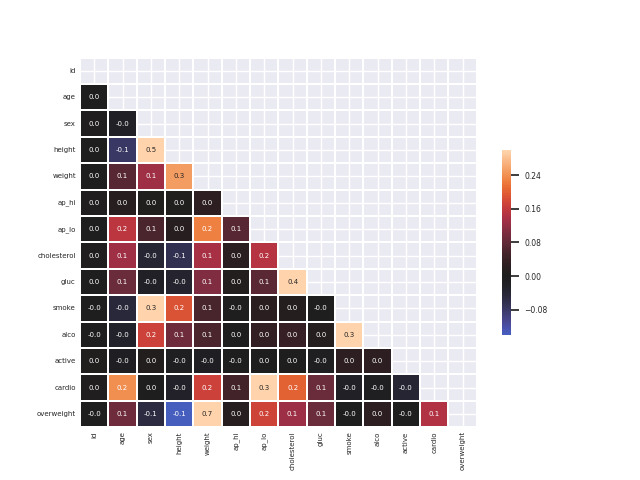 id
age 0.0
sex 0.0 -0.0
height 0.0 -0.1 0.5
weight 0.0 0.1 0.1 0.3
ap_hi 0.0 0.0 0.0 0.0 0.0
ap_lo 0.0 0.2 0.1 0.0 0.2 0.1
cholesterol 0.0 0.1 -0.0 -0.1 0.1 0.0 0.2
gluc 0.0 0.1 -0.0 -0.0 0.1 0.0 0.1 0.4
smoke -0.0 -0.0 0.3 0.2 0.1 -0.0 0.0 0.0 -0.0
alco 0.0 -0.0 0.2 0.1 0.1 0.0 0.0 0.0 0.0 0.3
active 0.0 -0.0 0.0 -0.0 -0.0 -0.0 0.0 0.0 -0.0 0.0 0.0
cardio 0.0 0.2 0.0 -0.0 0.2 0.1 0.3 0.2 0.1 -0.0 -0.0 -0.0
overweight -0.0 0.1 -0.1 -0.1 0.7 0.0 0.2 0.1 0.1 -0.0 0.0 -0.0 0.1
id age sex height weight ap_hi ap_lo cholesterol gluc smoke alco active cardio overweight
0.24
0.16
0.08
0.00
-0.08